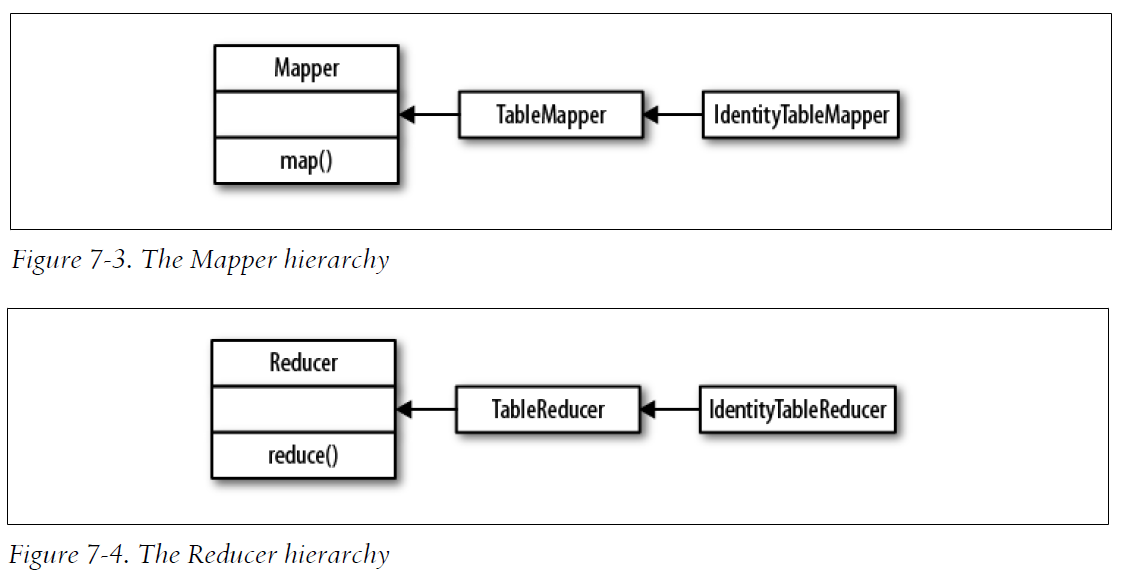 Mapper
map()
TableMapper
IdentityTableMapper
Figure 7-3. The Mapper hierarchy
Reducer
reduce()
TableReducer
IdentityTableReducer
Figure 7-4. The Reducer hierarchy